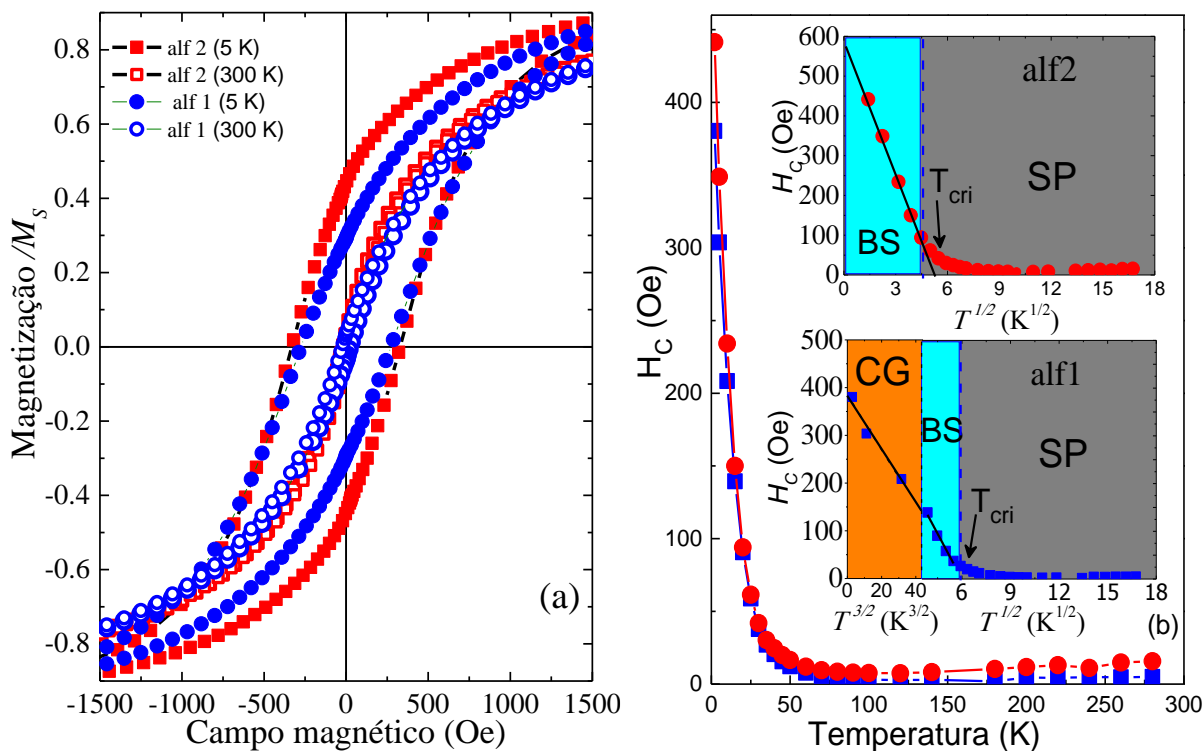 Magnetização /M_S
0.8
0.6
0.4
0.2
0.0
-0.2
-0.4
-0.6
-0.8
alf 2 (5 K)
alf 2 (300 K)
alf 1 (5 K)
alf 1 (300 K)
(a)
-1500 -1000 -500 0 500 1000 1500
Campo magnético (Oe)
H_C (Oe)
400
300
200
100
0
H_C (Oe)
600
500
400
300
200
100
0
alf2
SP
T_cri
BS
0 3 6 9 12 15 18
T^{1/2} (K^{1/2})
H_C (Oe)
500
400
300
200
100
0
CG
BS
alf1
SP
T_cri
0 20 40 6 9 12 15 18
T^{3/2} (K^{3/2}) T^{1/2} (K^{1/2})
(b)
0 50 100 150 200 250 300
Temperatura (K)